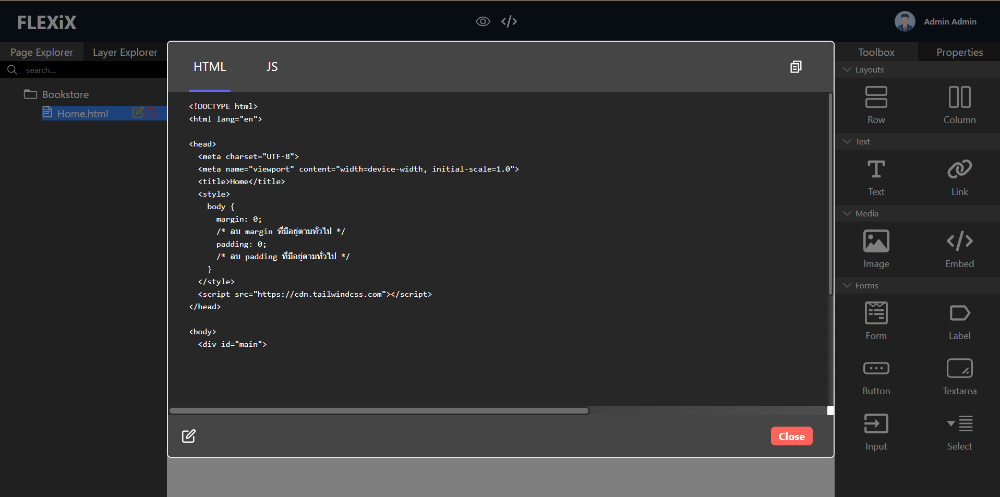 FLEXiX
Admin Admin
Page Explorer
Layer Explorer
search...
Bookstore
Home.html
HTML
JS
<!DOCTYPE html>
<html lang="en">
<head>
<meta charset="UTF-8">
<meta name="viewport" content="width=device-width, initial-scale=1.0">
<title>Home</title>
<style>
body {
margin: 0;
/* ลบ margin ที่มีอยู่ตามทั่วไป */
padding: 0;
/* ลบ padding ที่มีอยู่ตามทั่วไป */
}
</style>
<script src="https://cdn.tailwindcss.com"></script>
</head>
<body>
<div id="main">
Close
Toolbox
Properties
Layouts
Row
Column
Text
Text
Link
Media
Image
Embed
Forms
Form
Label
Button
Textarea
Input
Select